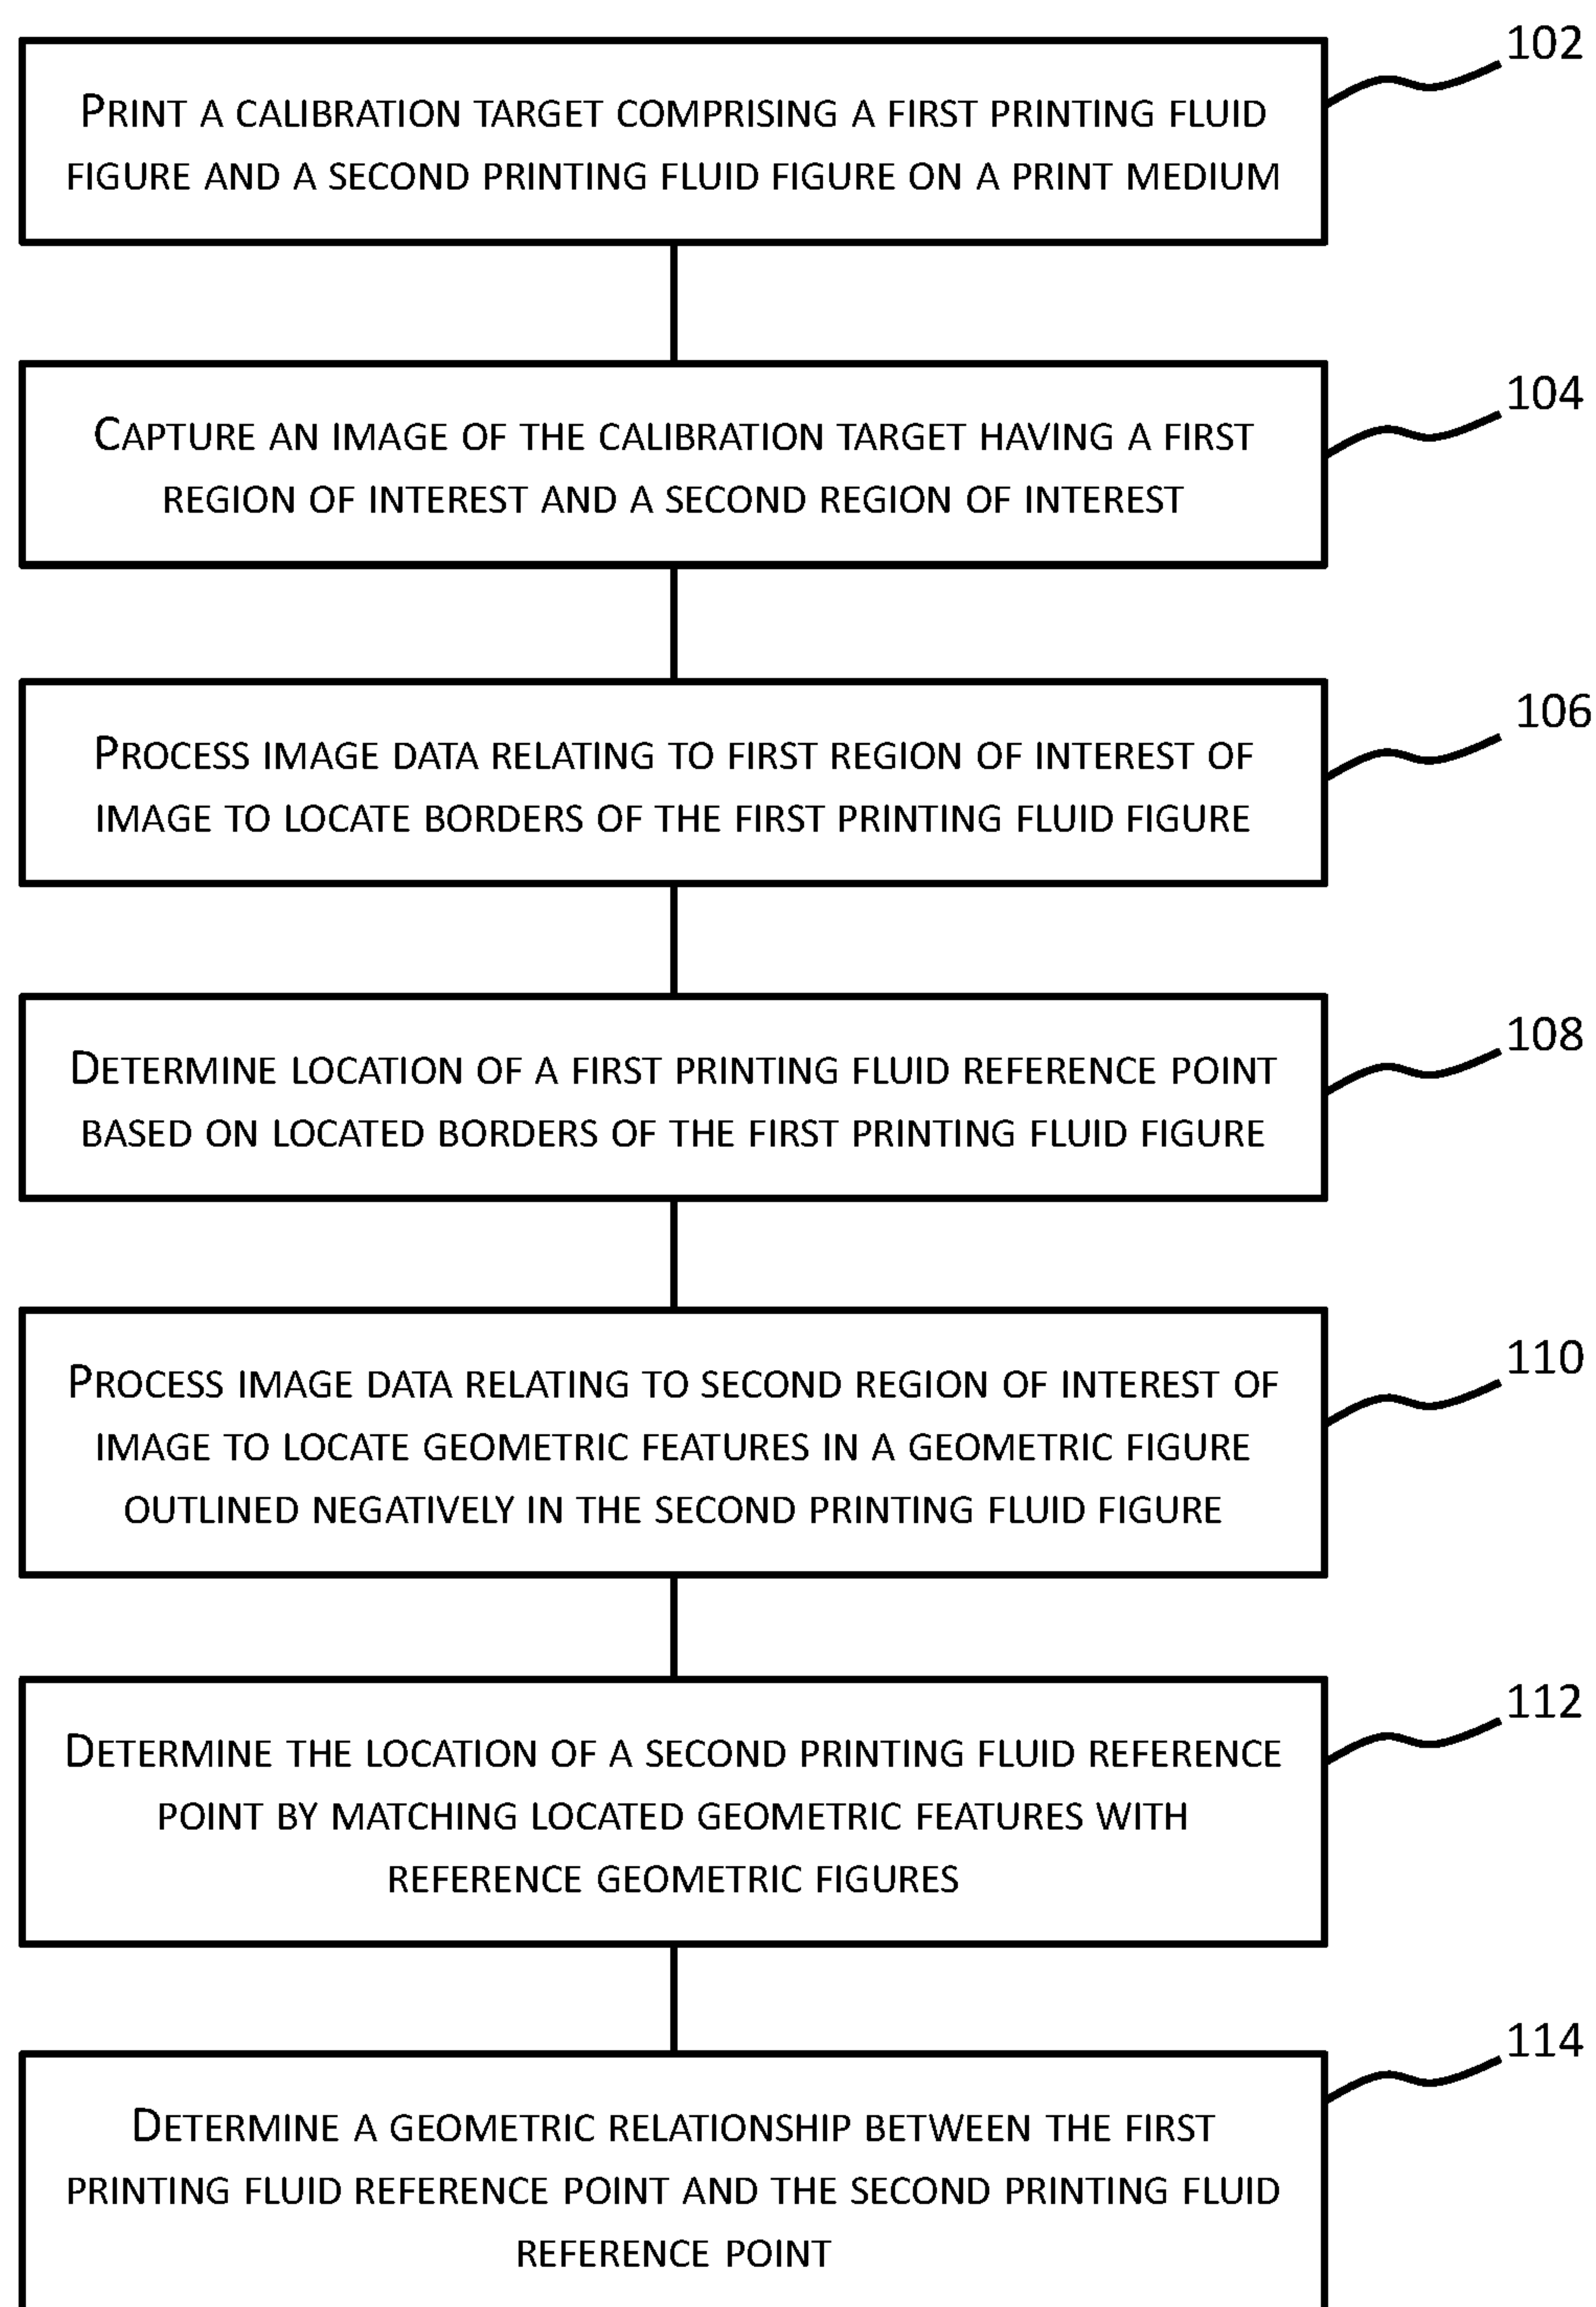 102
PRINT A CALIBRATION TARGET COMPRISING A FIRST PRINTING FLUID
FIGURE AND A SECOND PRINTING FLUID FIGURE ON A PRINT MEDIUM
104
CAPTURE AN IMAGE OF THE CALIBRATION TARGET HAVING A FIRST
REGION OF INTEREST AND A SECOND REGION OF INTEREST
106
PROCESS IMAGE DATA RELATING TO FIRST REGION OF INTEREST OF
IMAGE TO LOCATE BORDERS OF THE FIRST PRINTING FLUID FIGURE
108
DETERMINE LOCATION OF A FIRST PRINTING FLUID REFERENCE POINT
BASED ON LOCATED BORDERS OF THE FIRST PRINTING FLUID FIGURE
110
PROCESS IMAGE DATA RELATING TO SECOND REGION OF INTEREST OF
IMAGE TO LOCATE GEOMETRIC FEATURES IN A GEOMETRIC FIGURE
OUTLINED NEGATIVELY IN THE SECOND PRINTING FLUID FIGURE
112
DETERMINE THE LOCATION OF A SECOND PRINTING FLUID REFERENCE
POINT BY MATCHING LOCATED GEOMETRIC FEATURES WITH
REFERENCE GEOMETRIC FIGURES
114
DETERMINE A GEOMETRIC RELATIONSHIP BETWEEN THE FIRST
PRINTING FLUID REFERENCE POINT AND THE SECOND PRINTING FLUID
REFERENCE POINT